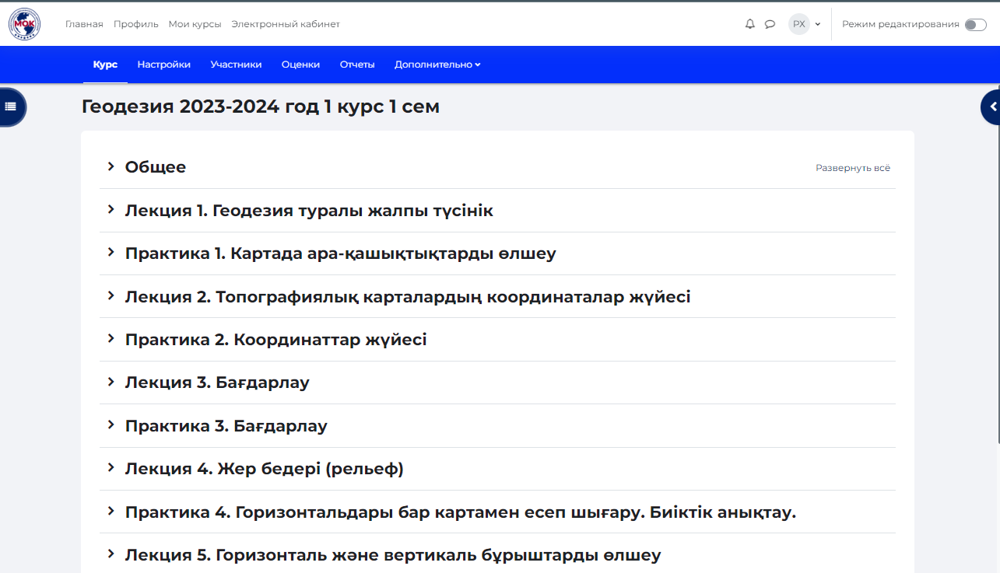 МОК
Главная Профиль Мои курсы Электронный кабинет
РХ
Режим редактирования
Курс Настройки Участники Оценки Отчеты Дополнительно
Геодезия 2023-2024 год 1 курс 1 сем
Общее
Развернуть всё
Лекция 1. Геодезия туралы жалпы түсінік
Практика 1. Картада ара-қашықтықтарды өлшеу
Лекция 2. Топографиялық карталардың координаталар жүйесі
Практика 2. Координаттар жүйесі
Лекция 3. Бағдарлау
Практика 3. Бағдарлау
Лекция 4. Жер бедері (рельеф)
Практика 4. Горизонтальдары бар картамен есеп шығару. Биіктік анықтау.
Лекция 5. Горизонталь және вертикаль бұрыштарды өлшеу